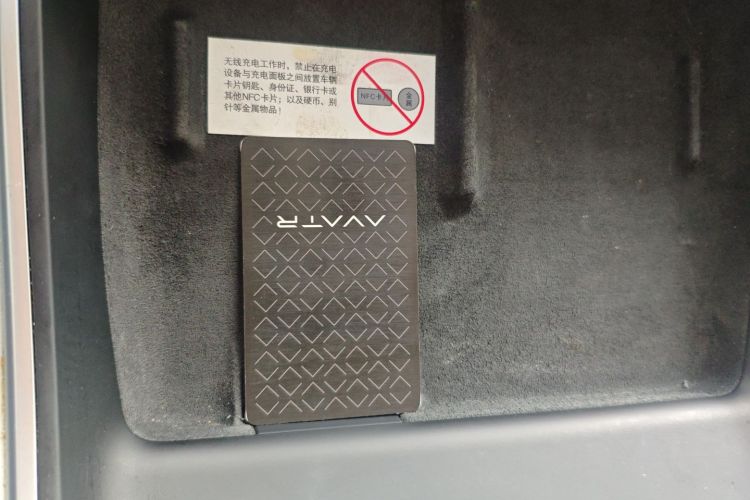 无线充电工作时，禁止在充电
设备与充电面板之间放置车辆
卡片钥匙、身份证、银行卡或
其他NFC卡片；以及硬币、别
针等金属物品！
NFC卡片
金属
AVATR